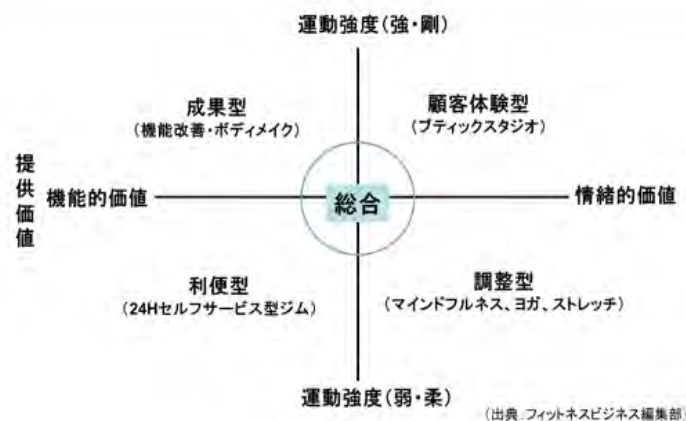 運動強度(強・剛)
成果型
(機能改善・ボディメイク)
顧客体験型
(ブティックスタジオ)
提供価値
機能的価値
総合
情緒的価値
利便型
(24Hセルフサービス型ジム)
調整型
(マインドフルネス、ヨガ、ストレッチ)
運動強度(弱・柔)
(出典:フィットネスビジネス編集部)